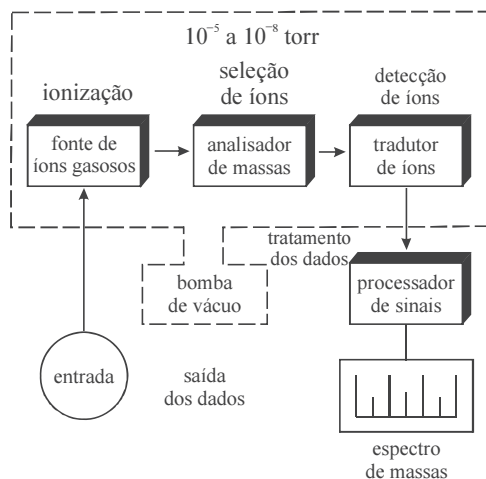 10⁻⁵ a 10⁻⁸ torr
ionização
seleção
de íons
detecção
de íons
fonte de
íons gasosos
analisador
de massas
tradutor
de íons
tratamento
dos dados
bomba
de vácuo
processador
de sinais
entrada
saída
dos dados
espectro
de massas